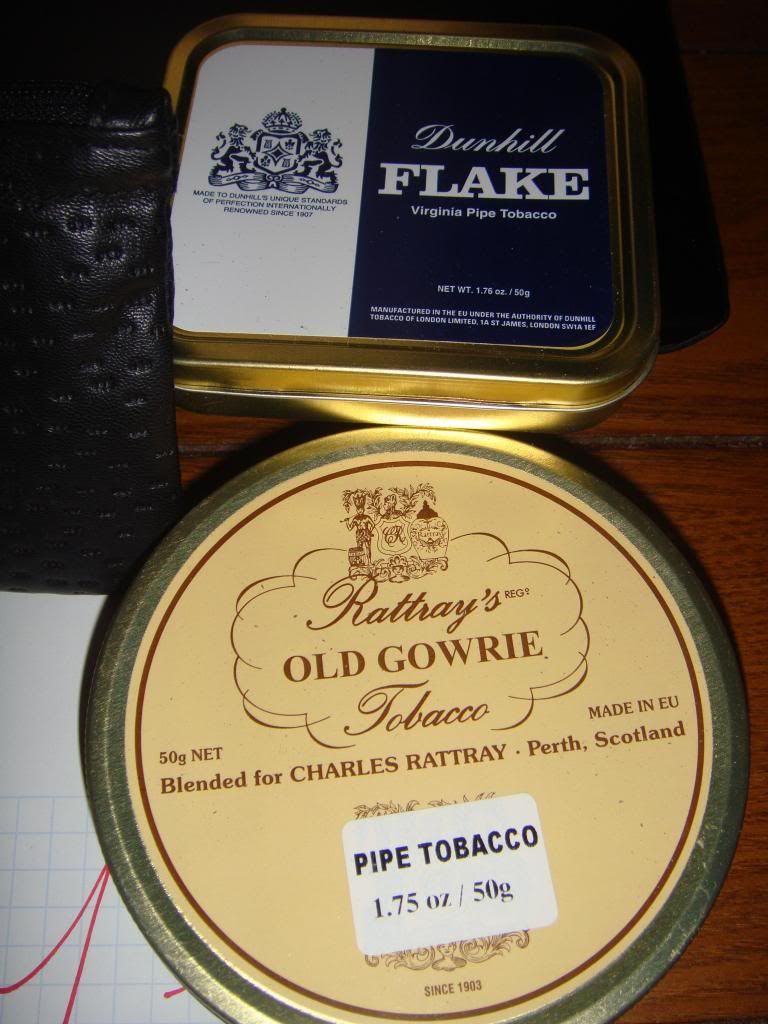 Dunhill
FLAKE
Virginia Pipe Tobacco
MADE TO DUNHILL'S UNIQUE STANDARDS
OF PERFECTION INTERNATIONALLY
RENOWNED SINCE 1907
NET WT. 1.76 oz. / 50g
MANUFACTURED IN THE EU UNDER THE AUTHORITY OF DUNHILL
TOBACCO OF LONDON LIMITED, 1A ST JAMES, LONDON SW1A 1EF
Rattray's REGD
OLD GOWRIE
Tobacco
50g NET
MADE IN EU
Blended for CHARLES RATTRAY · Perth, Scotland
PIPE TOBACCO
1.75 oz / 50g
SINCE 1903